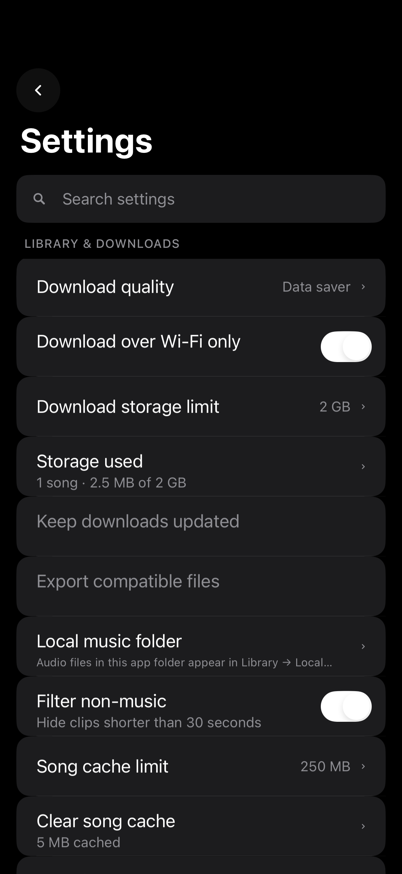 Settings
Search settings
LIBRARY & DOWNLOADS
Download quality
Data saver
Download over Wi-Fi only
Download storage limit
2 GB
Storage used
1 song · 2.5 MB of 2 GB
Keep downloads updated
Export compatible files
Local music folder
Audio files in this app folder appear in Library → Local...
Filter non-music
Hide clips shorter than 30 seconds
Song cache limit
250 MB
Clear song cache
5 MB cached